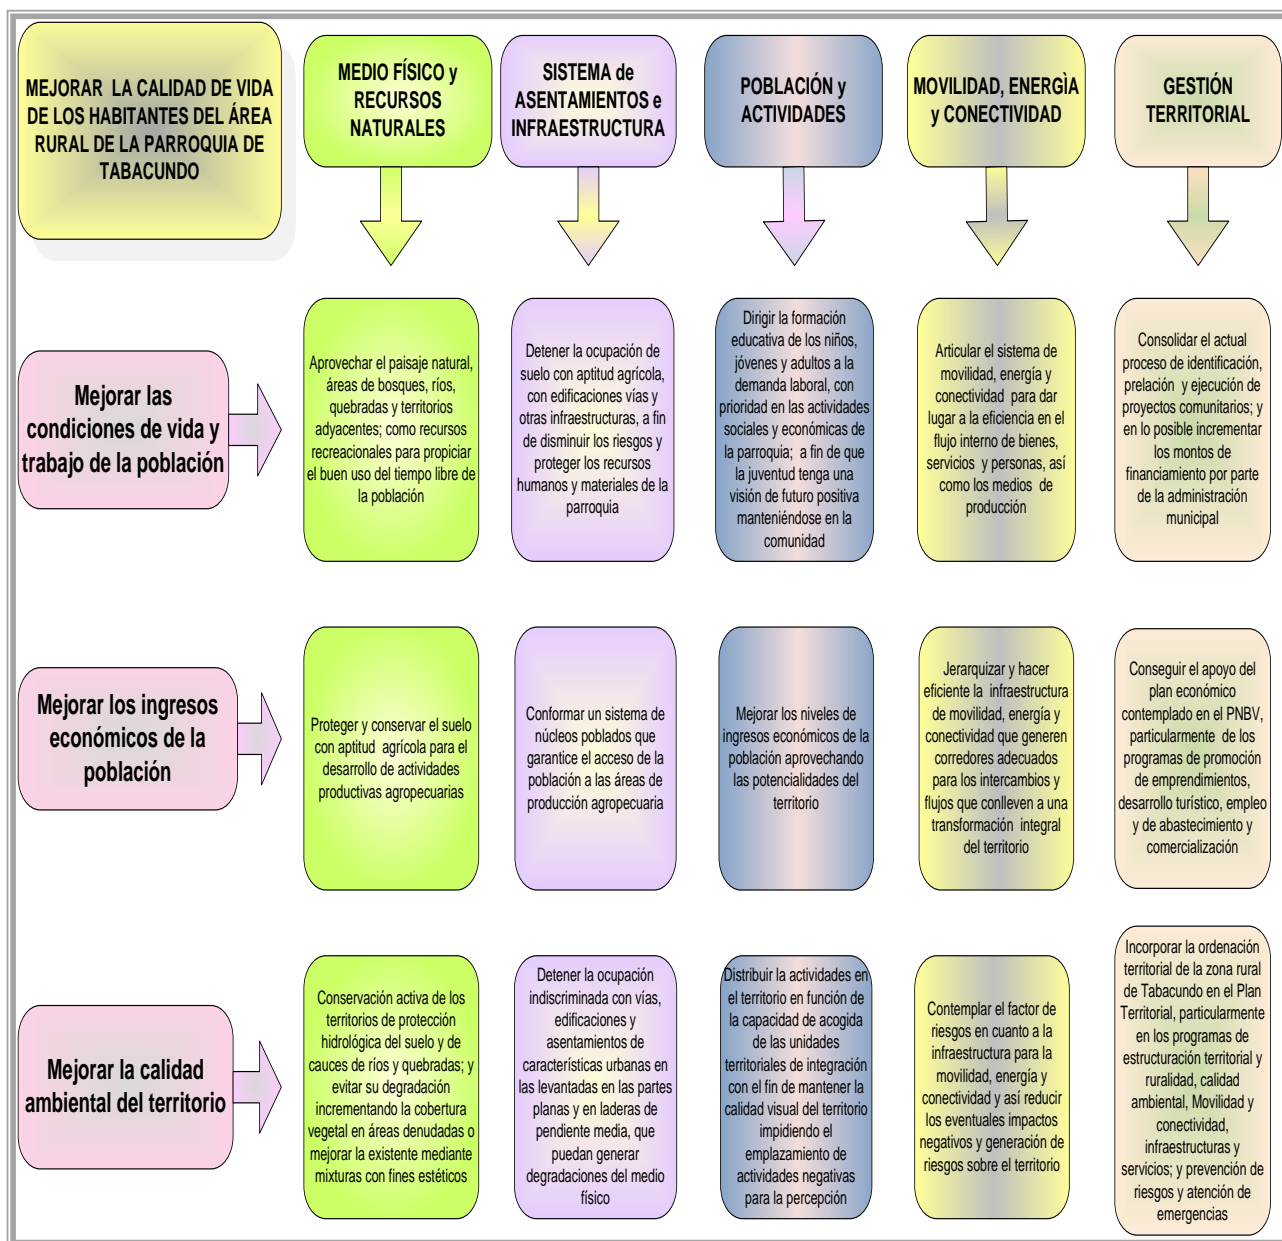 MEJORAR LA CALIDAD DE VIDA
DE LOS HABITANTES DEL ÁREA
RURAL DE LA PARROQUIA DE
TABACUNDO
MEDIO FÍSICO y
RECURSOS
NATURALES
SISTEMA de
ASENTAMIENTOS e
INFRAESTRUCTURA
POBLACIÓN y
ACTIVIDADES
MOVILIDAD, ENERGÌA
y CONECTIVIDAD
GESTIÓN
TERRITORIAL
Mejorar las
condiciones de vida y
trabajo de la población
Aprovechar el paisaje natural,
áreas de bosques, ríos,
quebradas y territorios
adyacentes; como recursos
recreacionales para propiciar
el buen uso del tiempo libre de
la población
Detener la ocupación de
suelo con aptitud agrícola,
con edificaciones vías y
otras infraestructuras, a fin
de disminuir los riesgos y
proteger los recursos
humanos y materiales de la
parroquia
Dirigir la formación
educativa de los niños,
jóvenes y adultos a la
demanda laboral, con
prioridad en las actividades
sociales y económicas de
la parroquia; a fin de que
la juventud tenga una
visión de futuro positiva
manteniéndose en la
comunidad
Articular el sistema de
movilidad, energía y
conectividad para dar
lugar a la eficiencia en el
flujo interno de bienes,
servicios y personas, así
como los medios de
producción
Consolidar el actual
proceso de identificación,
prelación y ejecución de
proyectos comunitarios; y
en lo posible incrementar
los montos de
financiamiento por parte
de la administración
municipal
Mejorar los ingresos
económicos de la
población
Proteger y conservar el suelo
con aptitud agrícola para el
desarrollo de actividades
productivas agropecuarias
Conformar un sistema de
núcleos poblados que
garantice el acceso de la
población a las áreas de
producción agropecuaria
Mejorar los niveles de
ingresos económicos de la
población aprovechando
las potencialidades del
territorio
Jerarquizar y hacer
eficiente la infraestructura
de movilidad, energía y
conectividad que generen
corredores adecuados
para los intercambios y
flujos que conlleven a una
transformación integral
del territorio
Conseguir el apoyo del
plan económico
contemplado en el PNBV,
particularmente de los
programas de promoción
de emprendimientos,
desarrollo turístico, empleo
y de abastecimiento y
comercialización
Mejorar la calidad
ambiental del territorio
Conservación activa de los
territorios de protección
hidrológica del suelo y de
cauces de ríos y quebradas; y
evitar su degradación
incrementando la cobertura
vegetal en áreas denudadas o
mejorar la existente mediante
mixturas con fines estéticos
Detener la ocupación
indiscriminada con vías,
edificaciones y
asentamientos de
características urbanas en
las levantadas en las partes
planas y en laderas de
pendiente media, que
puedan generar
degradaciones del medio
físico
Distribuir la actividades en
el territorio en función de
la capacidad de acogida
de las unidades
territoriales de integración
con el fin de mantener la
calidad visual del territorio
impidiendo el
emplazamiento de
actividades negativas
para la percepción
Contemplar el factor de
riesgos en cuanto a la
infraestructura para la
movilidad, energía y
conectividad y así reducir
los eventuales impactos
negativos y generación de
riesgos sobre el territorio
Incorporar la ordenación
territorial de la zona rural
de Tabacundo en el Plan
Territorial, particularmente
en los programas de
estructuración territorial y
ruralidad, calidad
ambiental, Movilidad y
conectividad,
infraestructuras y
servicios; y prevención de
riesgos y atención de
emergencias